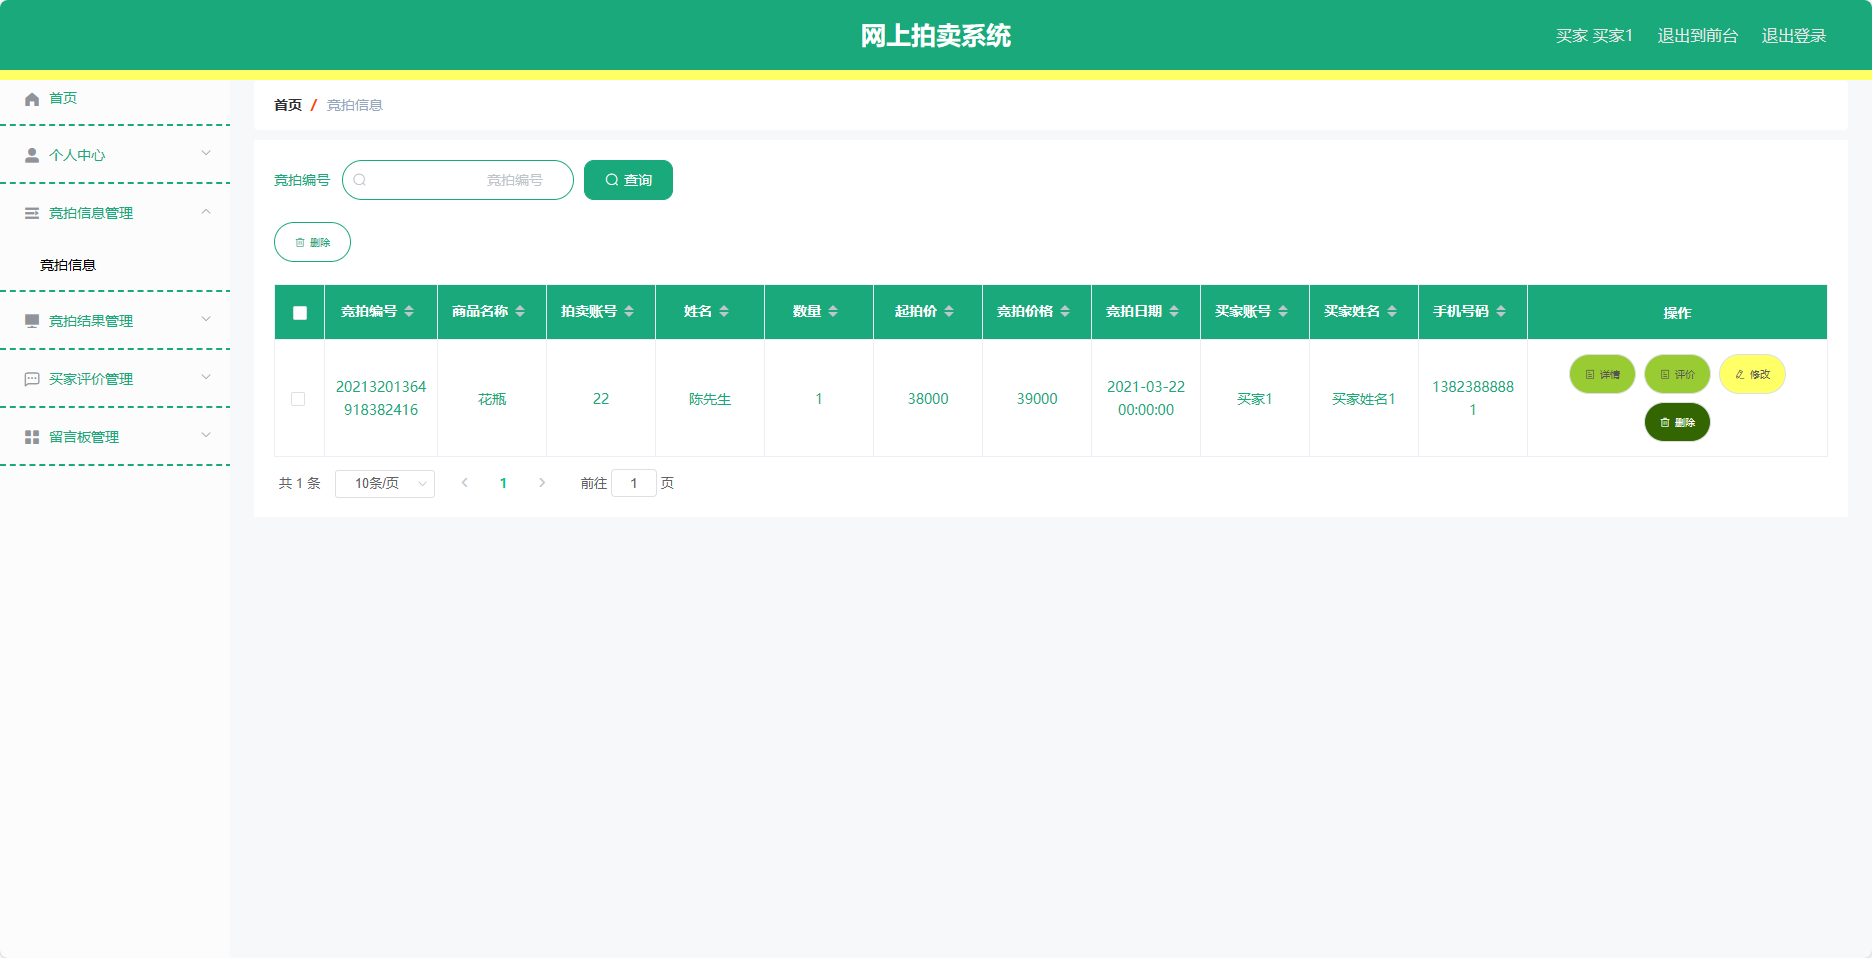 网上拍卖系统
买家 买家1 退出到前台 退出登录
首页
个人中心
竞拍信息管理
竞拍信息
竞拍结果管理
买家评价管理
留言板管理
首页 / 竞拍信息
竞拍编号 竞拍编号 查询
删除
竞拍编号 商品名称 拍卖账号 姓名 数量 起拍价 竞拍价格 竞拍日期 买家账号 买家姓名 手机号码 操作
20213201364918382416 花瓶 22 陈先生 1 38000 39000 2021-03-22 00:00:00 买家1 买家姓名1 13823888881 详情 评价 修改
删除
共 1 条 10条/页 1 前往 1 页